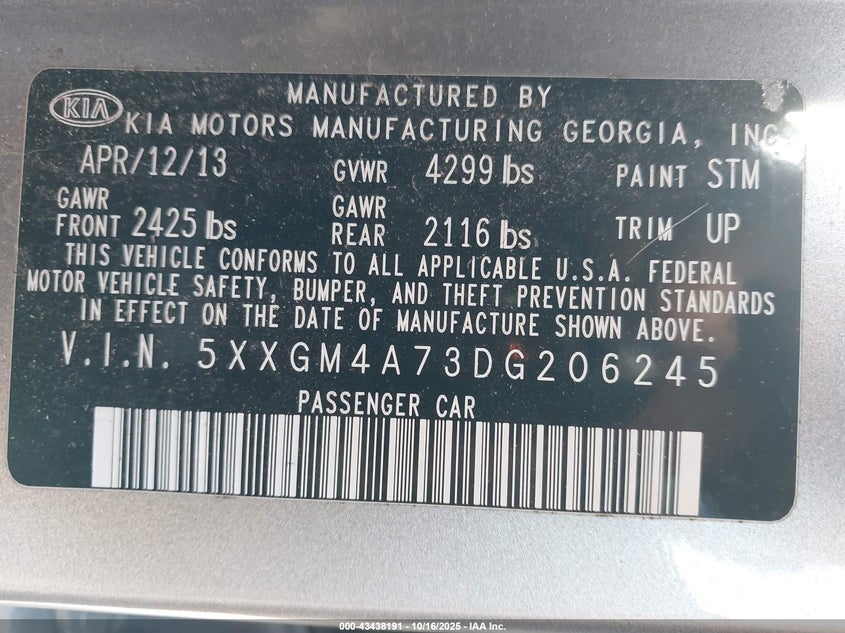 MANUFACTURED BY
KIA KIA MOTORS MANUFACTURING GEORGIA, INC
APR/12/13 GVWR 4299 lbs PAINT STM
GAWR FRONT 2425 lbs GAWR REAR 2116 lbs TRIM UP
THIS VEHICLE CONFORMS TO ALL APPLICABLE U.S.A. FEDERAL
MOTOR VEHICLE SAFETY, BUMPER, AND THEFT PREVENTION STANDARDS
IN EFFECT ON THE DATE OF MANUFACTURE SHOWN ABOVE.
V.I.N. 5XXGM4A73DG206245
PASSENGER CAR
000-43438191 - 10/16/2025 - IAA Inc.